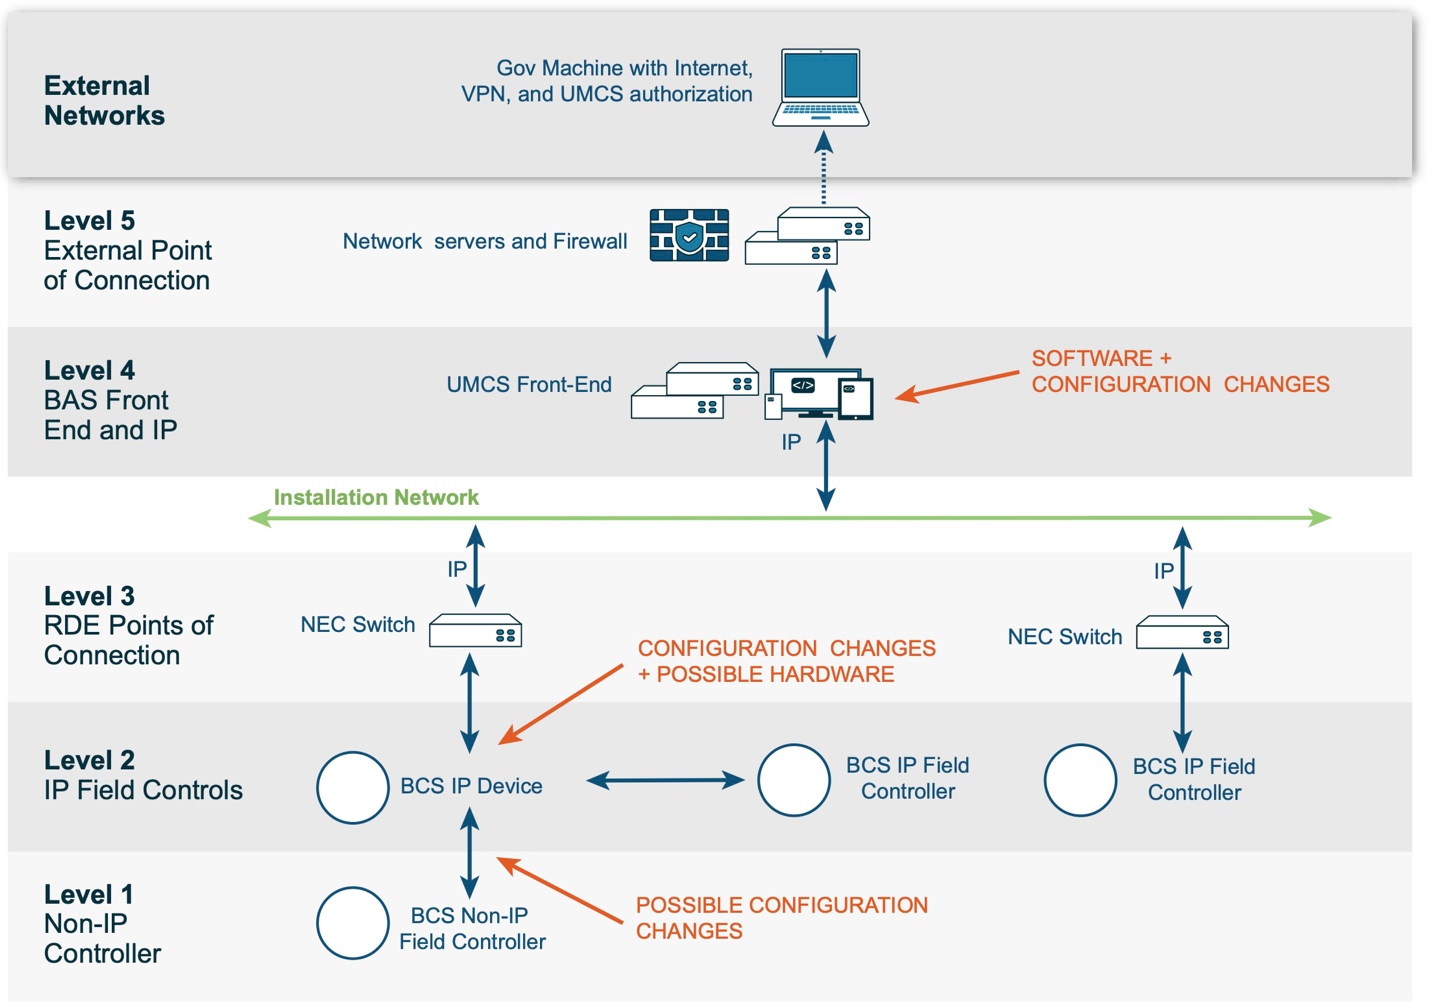 External
Networks
Gov Machine with Internet,
VPN, and UMCS authorization
Level 5
External Point
of Connection
Network servers and Firewall
Level 4
BAS Front
End and IP
UMCS Front-End
</>
</>
IP
SOFTWARE +
CONFIGURATION CHANGES
Installation Network
Level 3
RDE Points of
Connection
IP
NEC Switch
CONFIGURATION CHANGES
+ POSSIBLE HARDWARE
IP
NEC Switch
Level 2
IP Field Controls
BCS IP Device
BCS IP Field
Controller
BCS IP Field
Controller
Level 1
Non-IP
Controller
BCS Non-IP
Field Controller
POSSIBLE CONFIGURATION
CHANGES